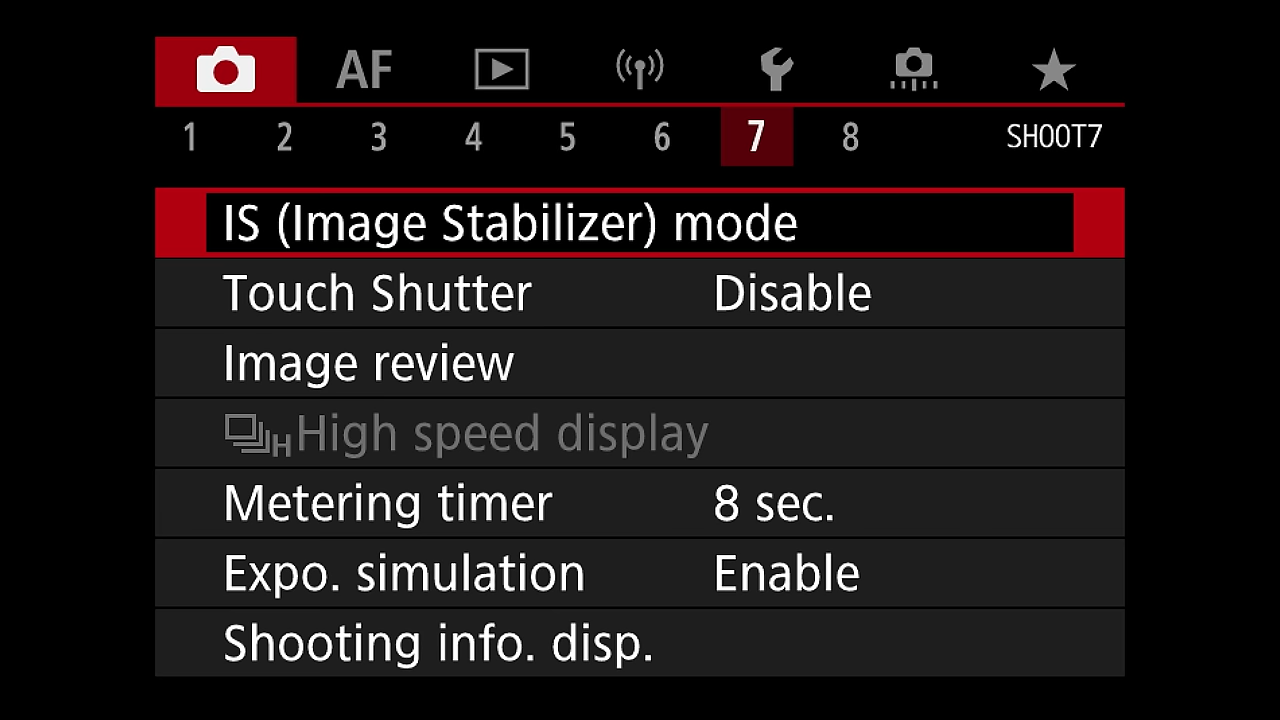 AF
1 2 3 4 5 6 7 8 SHOOT7
IS (Image Stabilizer) mode
Touch Shutter Disable
Image review
H High speed display
Metering timer 8 sec.
Expo. simulation Enable
Shooting info. disp.